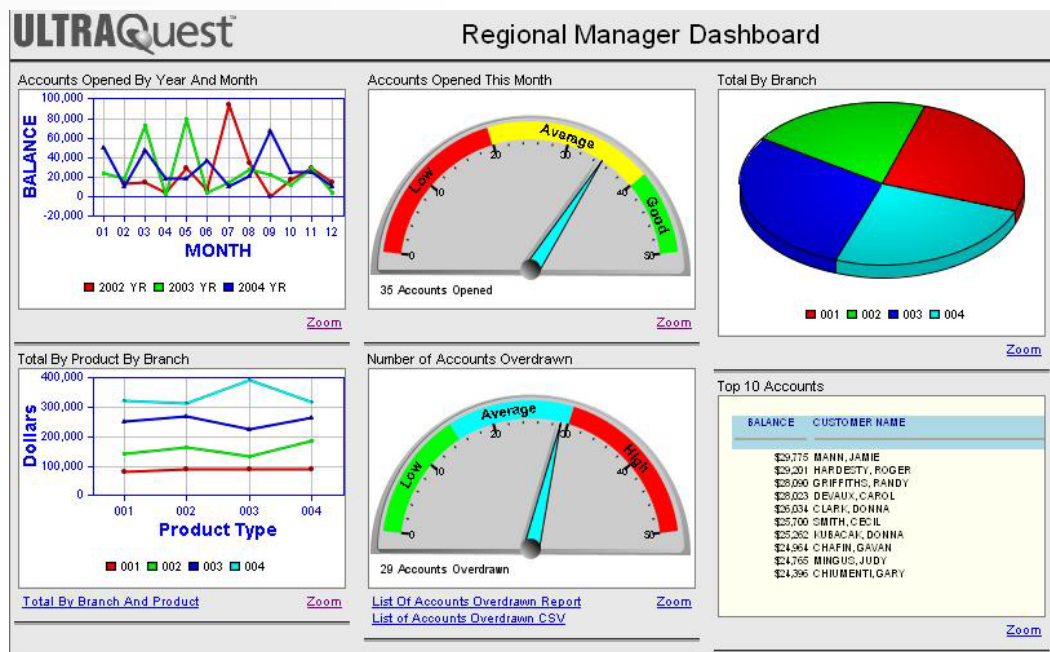 ULTRAQuest™
Regional Manager Dashboard
Accounts Opened By Year And Month
100,000
80,000
60,000
40,000
20,000
0
-20,000
BALANCE
01 02 03 04 05 06 07 08 09 10 11 12
MONTH
2002 YR 2003 YR 2004 YR
Zoom
Accounts Opened This Month
Low
Average
Good
0
10
20
30
40
50
35 Accounts Opened
Zoom
Total By Branch
001 002 003 004
Zoom
Total By Product By Branch
400,000
300,000
200,000
100,000
0
Dollars
001 002 003 004
Product Type
001 002 003 004
Total By Branch And Product
Zoom
Number of Accounts Overdrawn
Low
Average
High
0
10
20
30
40
50
29 Accounts Overdrawn
List Of Accounts Overdrawn Report
Zoom
List of Accounts Overdrawn CSV
Top 10 Accounts
BALANCE CUSTOMER NAME
$29,775 MANN, JAMIE
$29,201 HARDESTY, ROGER
$28,090 GRIFFITHS, RANDY
$28,023 DEVAUX, CAROL
$26,034 CLARK, DONNA
$25,700 SMITH, CECIL
$25,262 KUBACAK, DONNA
$24,964 CHAFIN, GAVAN
$24,765 MINGUS, JUDY
$24,396 CHIUMENTI, GARY
Zoom